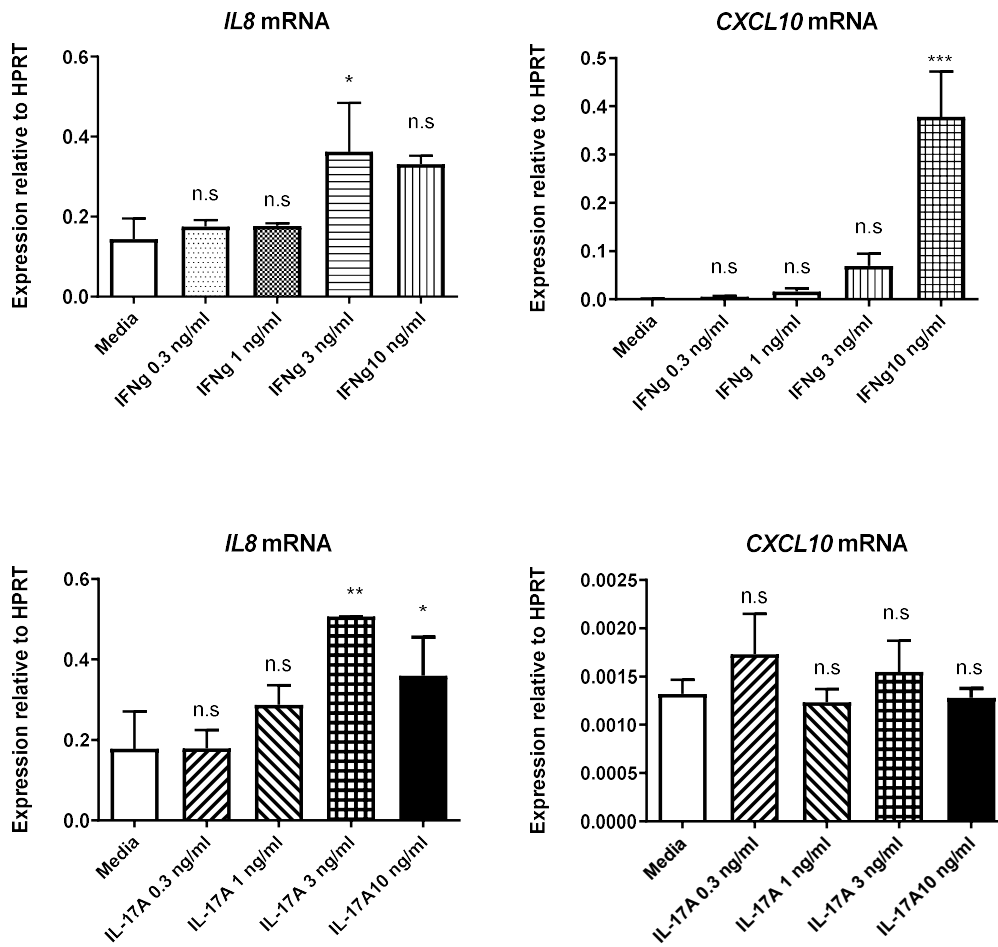 IL8 mRNA
Expression relative to HPRT
0.6
0.4
0.2
0.0
n.s
n.s
*
n.s
Media
IFNg 0.3 ng/ml
IFNg 1 ng/ml
IFNg 3 ng/ml
IFNg10 ng/ml
CXCL10 mRNA
Expression relative to HPRT
0.5
0.4
0.3
0.2
0.1
0.0
n.s
n.s
n.s
***
Media
IFNg 0.3 ng/ml
IFNg 1 ng/ml
IFNg 3 ng/ml
IFNg10 ng/ml
IL8 mRNA
Expression relative to HPRT
0.6
0.4
0.2
0.0
n.s
n.s
**
*
Media
IL-17A 0.3 ng/ml
IL-17A 1 ng/ml
IL-17A 3 ng/ml
IL-17A10 ng/ml
CXCL10 mRNA
Expression relative to HPRT
0.0025
0.0020
0.0015
0.0010
0.0005
0.0000
n.s
n.s
n.s
n.s
Media
IL-17A 0.3 ng/ml
IL-17A 1 ng/ml
IL-17A 3 ng/ml
IL-17A10 ng/ml